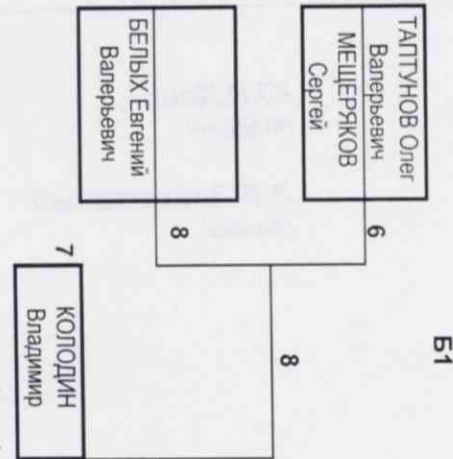 Б1
ТАПТУНОВ Олег
Валерьевич
МЕЩЕРЯКОВ
Сергей
6
БЕЛЫХ Евгений
Валерьевич
8
8
7
КОЛОДИН
Владимир